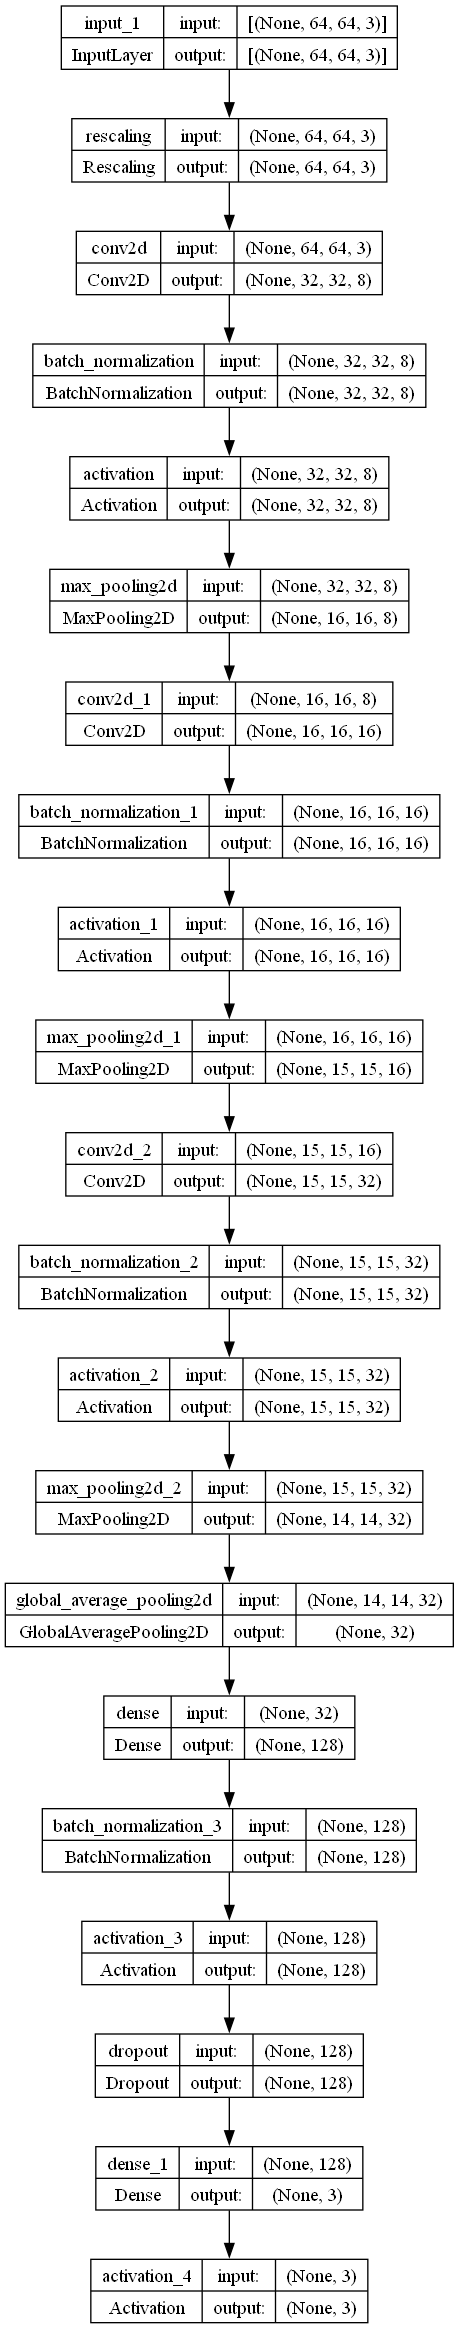 input_1 input: [(None, 64, 64, 3)]
InputLayer output: [(None, 64, 64, 3)]
rescaling input: (None, 64, 64, 3)
Rescaling output: (None, 64, 64, 3)
conv2d input: (None, 64, 64, 3)
Conv2D output: (None, 32, 32, 8)
batch_normalization input: (None, 32, 32, 8)
BatchNormalization output: (None, 32, 32, 8)
activation input: (None, 32, 32, 8)
Activation output: (None, 32, 32, 8)
max_pooling2d input: (None, 32, 32, 8)
MaxPooling2D output: (None, 16, 16, 8)
conv2d_1 input: (None, 16, 16, 8)
Conv2D output: (None, 16, 16, 16)
batch_normalization_1 input: (None, 16, 16, 16)
BatchNormalization output: (None, 16, 16, 16)
activation_1 input: (None, 16, 16, 16)
Activation output: (None, 16, 16, 16)
max_pooling2d_1 input: (None, 16, 16, 16)
MaxPooling2D output: (None, 15, 15, 16)
conv2d_2 input: (None, 15, 15, 16)
Conv2D output: (None, 15, 15, 32)
batch_normalization_2 input: (None, 15, 15, 32)
BatchNormalization output: (None, 15, 15, 32)
activation_2 input: (None, 15, 15, 32)
Activation output: (None, 15, 15, 32)
max_pooling2d_2 input: (None, 15, 15, 32)
MaxPooling2D output: (None, 14, 14, 32)
global_average_pooling2d input: (None, 14, 14, 32)
GlobalAveragePooling2D output: (None, 32)
dense input: (None, 32)
Dense output: (None, 128)
batch_normalization_3 input: (None, 128)
BatchNormalization output: (None, 128)
activation_3 input: (None, 128)
Activation output: (None, 128)
dropout input: (None, 128)
Dropout output: (None, 128)
dense_1 input: (None, 128)
Dense output: (None, 3)
activation_4 input: (None, 3)
Activation output: (None, 3)